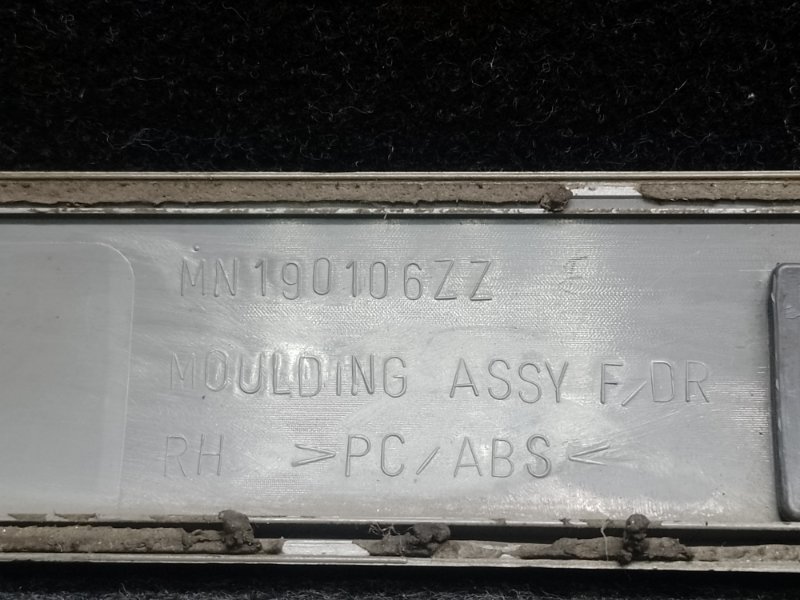 MN190106ZZ
MOULDiNG ASSY F/DR
RH >PC/ABS<